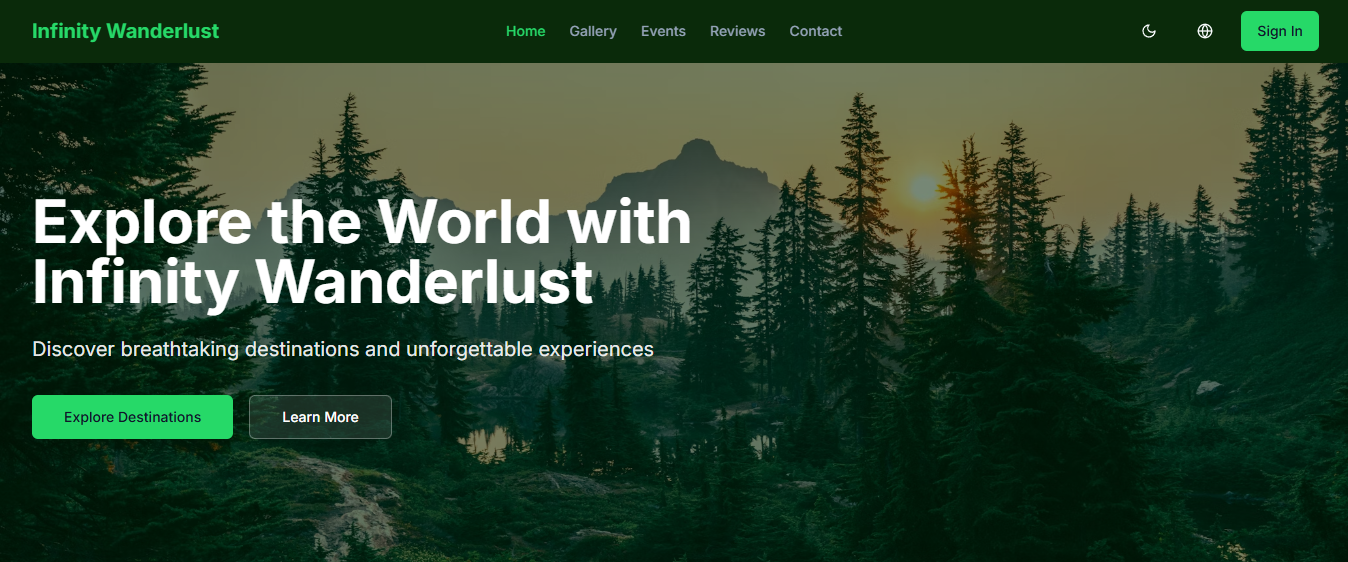 Infinity Wanderlust
Home Gallery Events Reviews Contact
Sign In
Explore the World with
Infinity Wanderlust
Discover breathtaking destinations and unforgettable experiences
Explore Destinations
Learn More